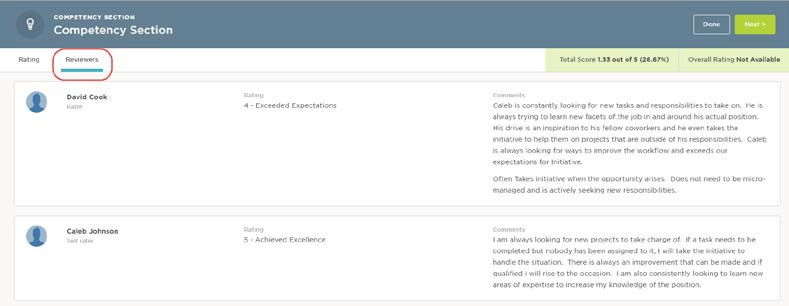 COMPETENCY SECTION
Competency Section
Done
Next >
Rating
Reviewers
Total Score 1.33 out of 5 (26.67%)
Overall Rating Not Available
David Cook
Rater
Rating
4 - Exceeded Expectations
Comments
Caleb is constantly looking for new tasks and responsibilities to take on. He is
always trying to learn new facets of the job in and around his actual position.
His drive is an inspiration to his fellow coworkers and he even takes the
initiative to help them on projects that are outside of his responsibilities. Caleb
is always looking for ways to improve the workflow and exceeds our
expectations for Initiative.
Often Takes initiative when the opportunity arises. Does not need to be micro-
managed and is actively seeking new responsibilities.
Caleb Johnson
Self rater
Rating
5 - Achieved Excellence
Comments
I am always looking for new projects to take charge of. If a task needs to be
completed but nobody has been assigned to it, I will take the initiative to
handle the situation. There is always an improvement that can be made and if
qualified I will rise to the occasion. I am also consistently looking to learn new
areas of expertise to increase my knowledge of the position.